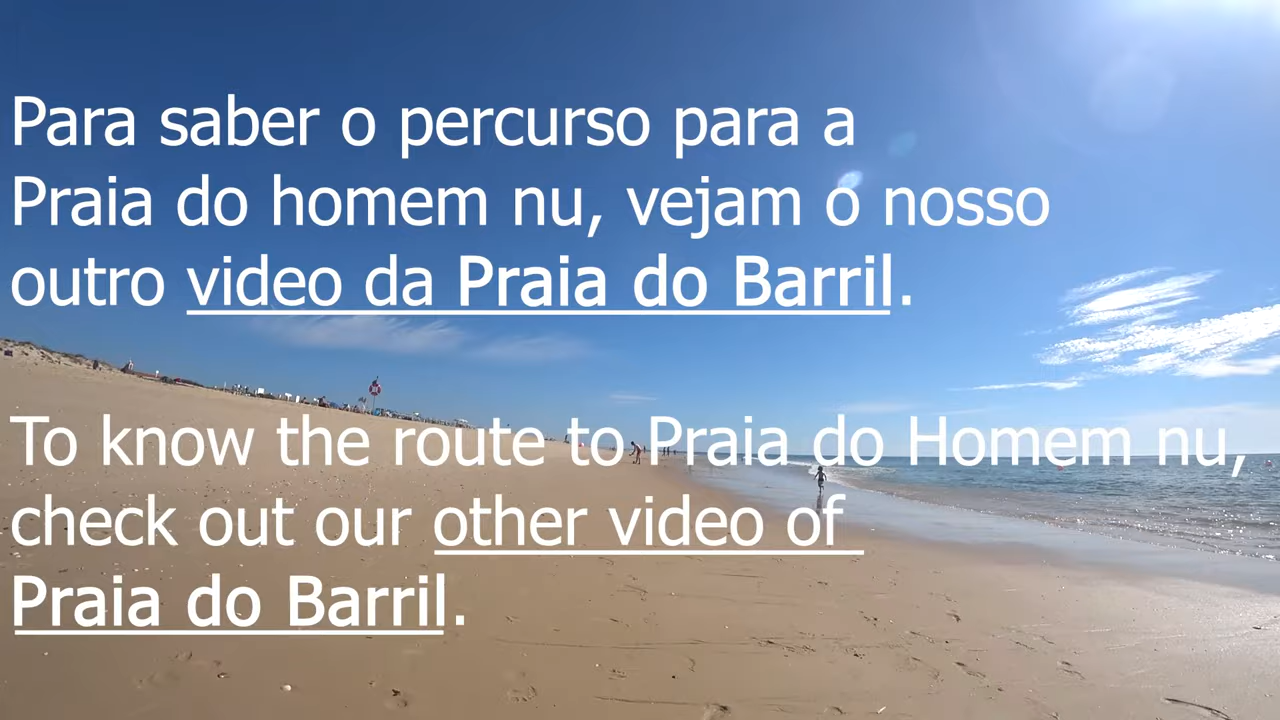 Para saber o percurso para a
Praia do homem nu, vejam o nosso
outro video da Praia do Barril.
To know the route to Praia do Homem nu,
check out our other video of
Praia do Barril.